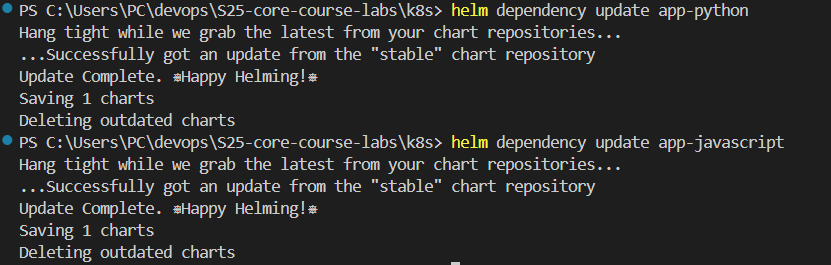 PS C:\Users\PC\devops\S25-core-course-labs\k8s> helm dependency update app-python
Hang tight while we grab the latest from your chart repositories...
...Successfully got an update from the "stable" chart repository
Update Complete. ⎈Happy Helming!⎈
Saving 1 charts
Deleting outdated charts
PS C:\Users\PC\devops\S25-core-course-labs\k8s> helm dependency update app-javascript
Hang tight while we grab the latest from your chart repositories...
...Successfully got an update from the "stable" chart repository
Update Complete. ⎈Happy Helming!⎈
Saving 1 charts
Deleting outdated charts